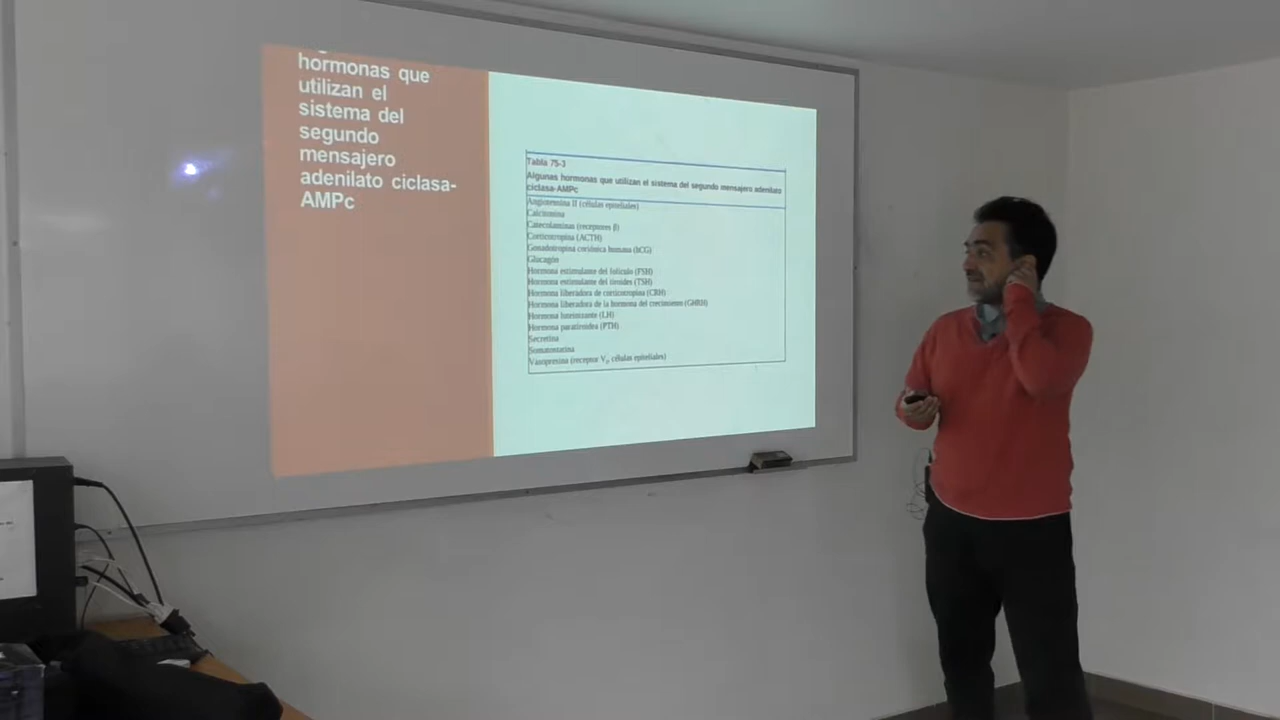 hormonas que
utilizan el
sistema del
segundo
mensajero
adenilato ciclasa-
AMPc
Tabla 75-3
Algunas hormonas que utilizan el sistema del segundo mensajero adenilato
ciclasa-AMPc
Angiotensina II (células epiteliales)
Calcitonina
Catecolaminas (receptores β)
Corticotropina (ACTH)
Gonadotropina coriónica humana (hCG)
Glucagón
Hormona estimulante del folículo (FSH)
Hormona estimulante del tiroides (TSH)
Hormona liberadora de corticotropina (CRH)
Hormona liberadora de la hormona del crecimiento (GHRH)
Hormona luteinizante (LH)
Hormona paratiroidea (PTH)
Secretina
Somatostatina
Vasopresina (receptor V₂, células epiteliales)